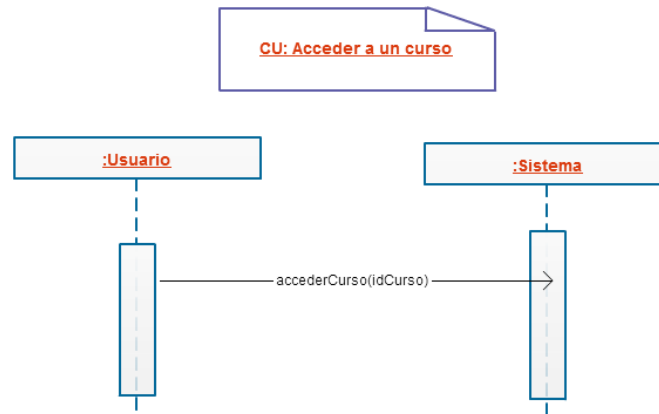 CU: Acceder a un curso
:Usuario
:Sistema
accederCurso(idCurso)